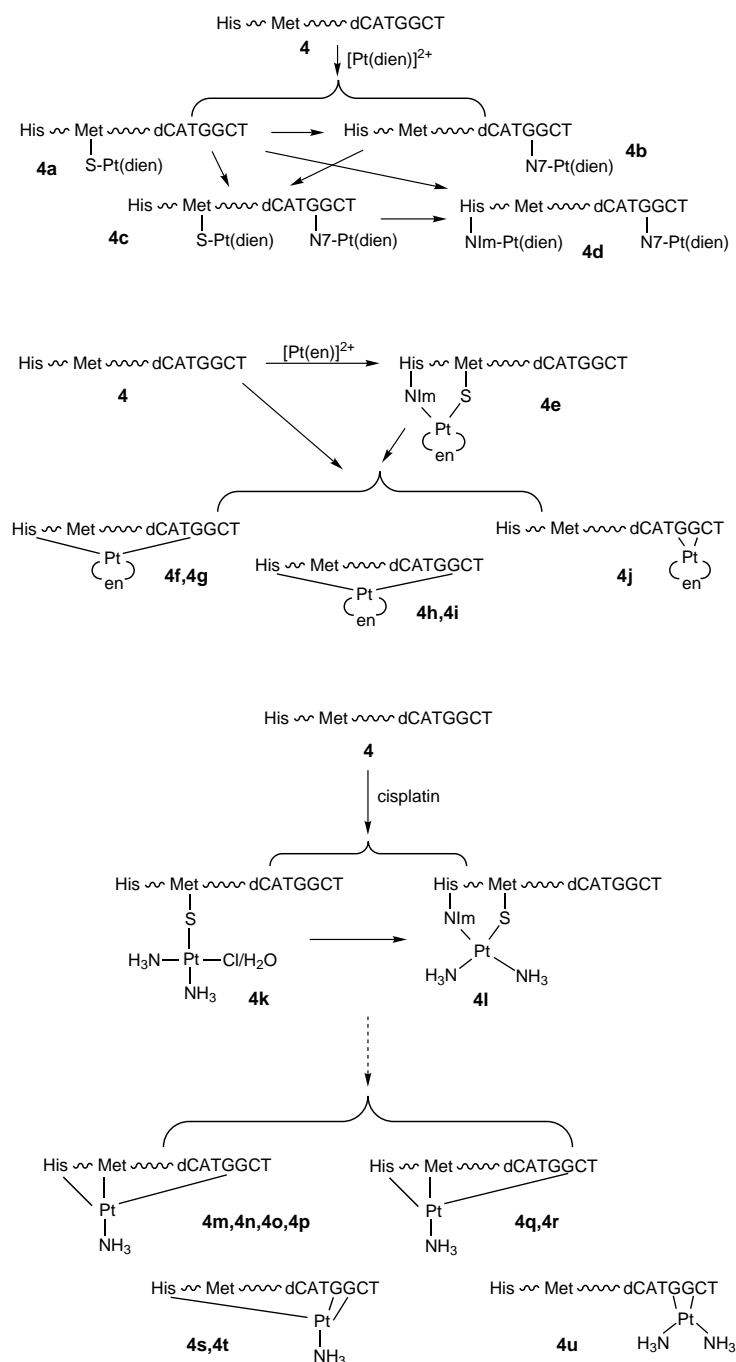 His Met dCATGGCT
4
[Pt(dien)]2+
His Met dCATGGCT His Met dCATGGCT
4a S-Pt(dien) N7-Pt(dien) 4b
His Met dCATGGCT His Met dCATGGCT
4c S-Pt(dien) N7-Pt(dien) NIm-Pt(dien) 4d N7-Pt(dien)
His Met dCATGGCT [Pt(en)]2+ His Met dCATGGCT
4
NIm S 4e
Pt
en
His Met dCATGGCT His Met dCATGGCT
Pt Pt
en 4f,4g en 4j
His Met dCATGGCT
Pt
en 4h,4i
His Met dCATGGCT
4
cisplatin
His Met dCATGGCT His Met dCATGGCT
S NIm S
H3N Pt Cl/H2O Pt
NH3 4k H3N NH3 4l
His Met dCATGGCT His Met dCATGGCT
Pt 4m,4n,4o,4p Pt 4q,4r
NH3 NH3
His Met dCATGGCT His Met dCATGGCT
4s,4t Pt 4u Pt
NH3 H3N NH3